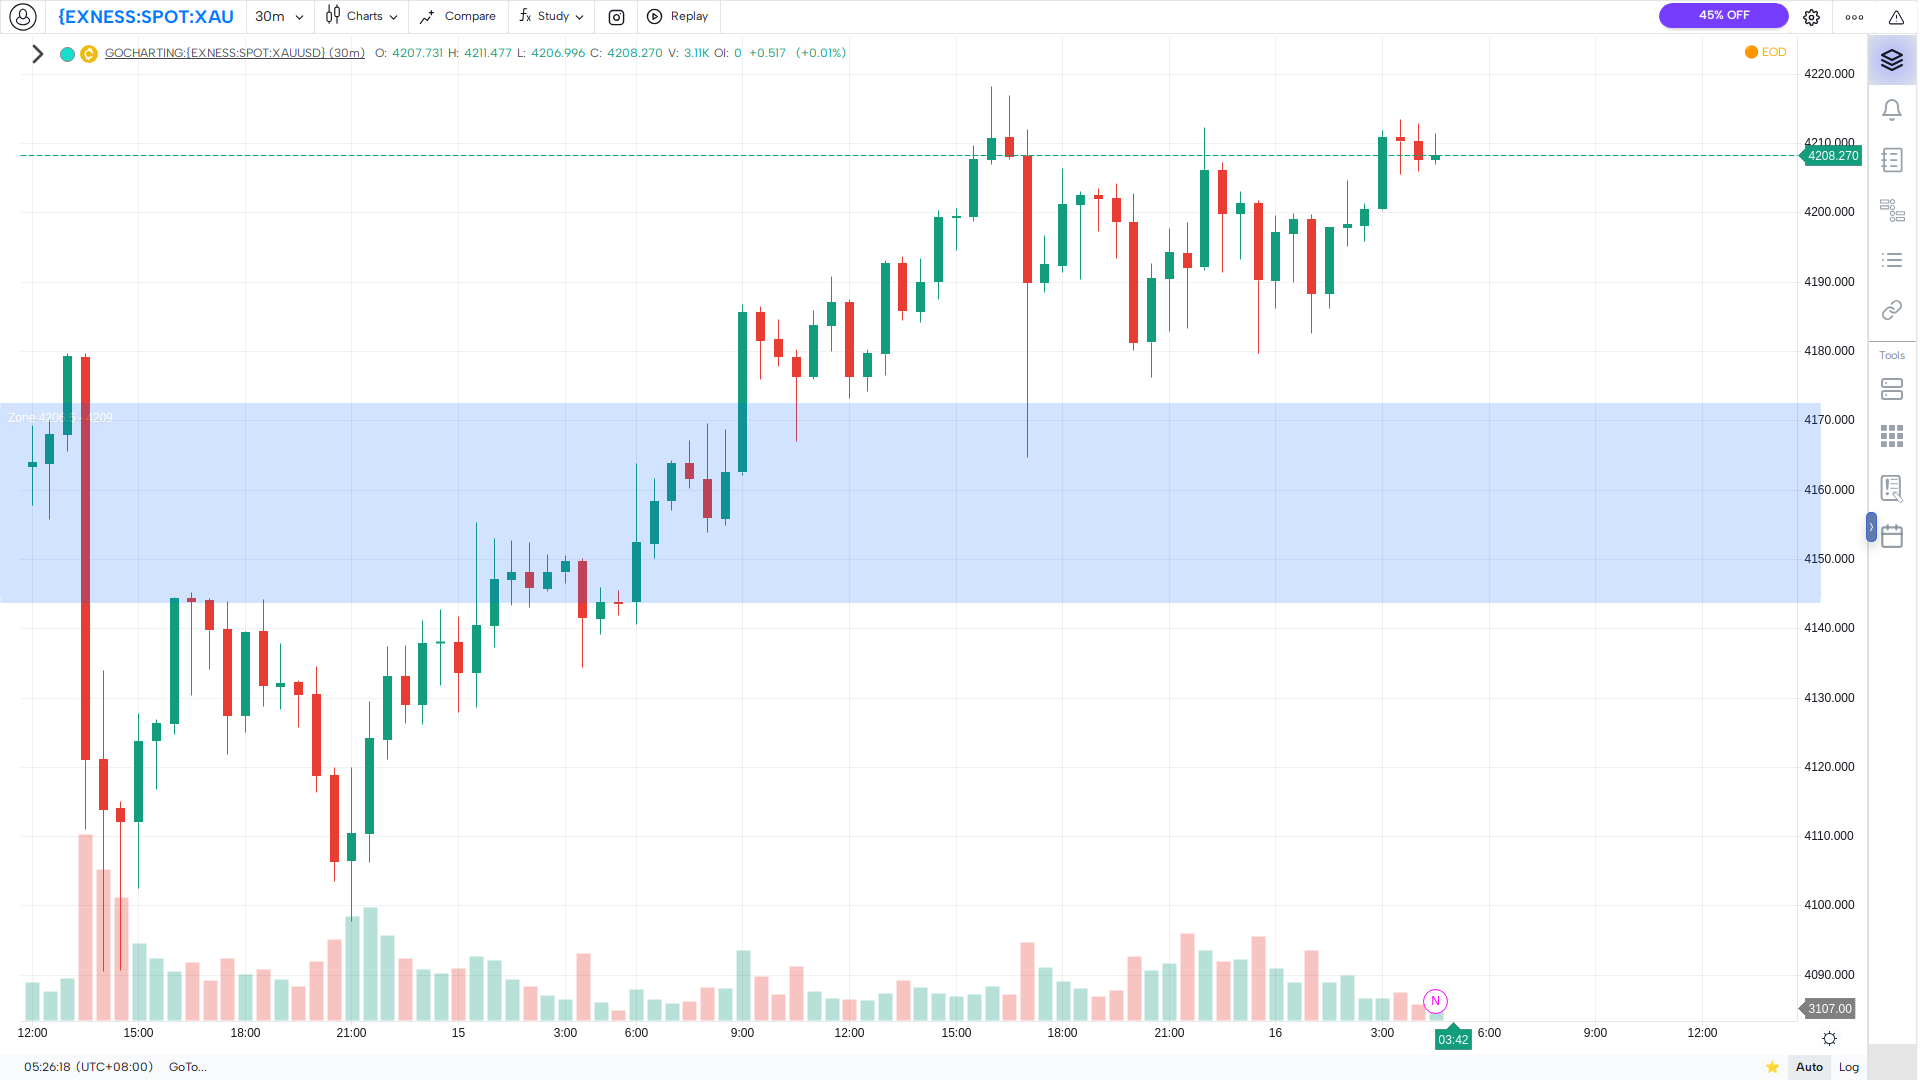 {EXNESS:SPOT:XAU 30m Charts Compare Study Replay 45% OFF
GOCHARTING:{EXNESS:SPOT:XAUUSD} (30m) O: 4207.731 H: 4211.477 L: 4206.996 C: 4208.270 V: 3.11K OI: 0 +0.517 (+0.01%)
EOD
4220.000
4210.000
4208.270
4200.000
4190.000
4180.000
Tools
4170.000
Zone 4206.5 - 4209
4160.000
4150.000
4140.000
4130.000
4120.000
4110.000
4100.000
4090.000
N
3107.00
12:00 15:00 18:00 21:00 15 3:00 6:00 9:00 12:00 15:00 18:00 21:00 16 3:00 6:00 9:00 12:00
03:42
05:26:18 (UTC+08:00) GoTo... Auto Log